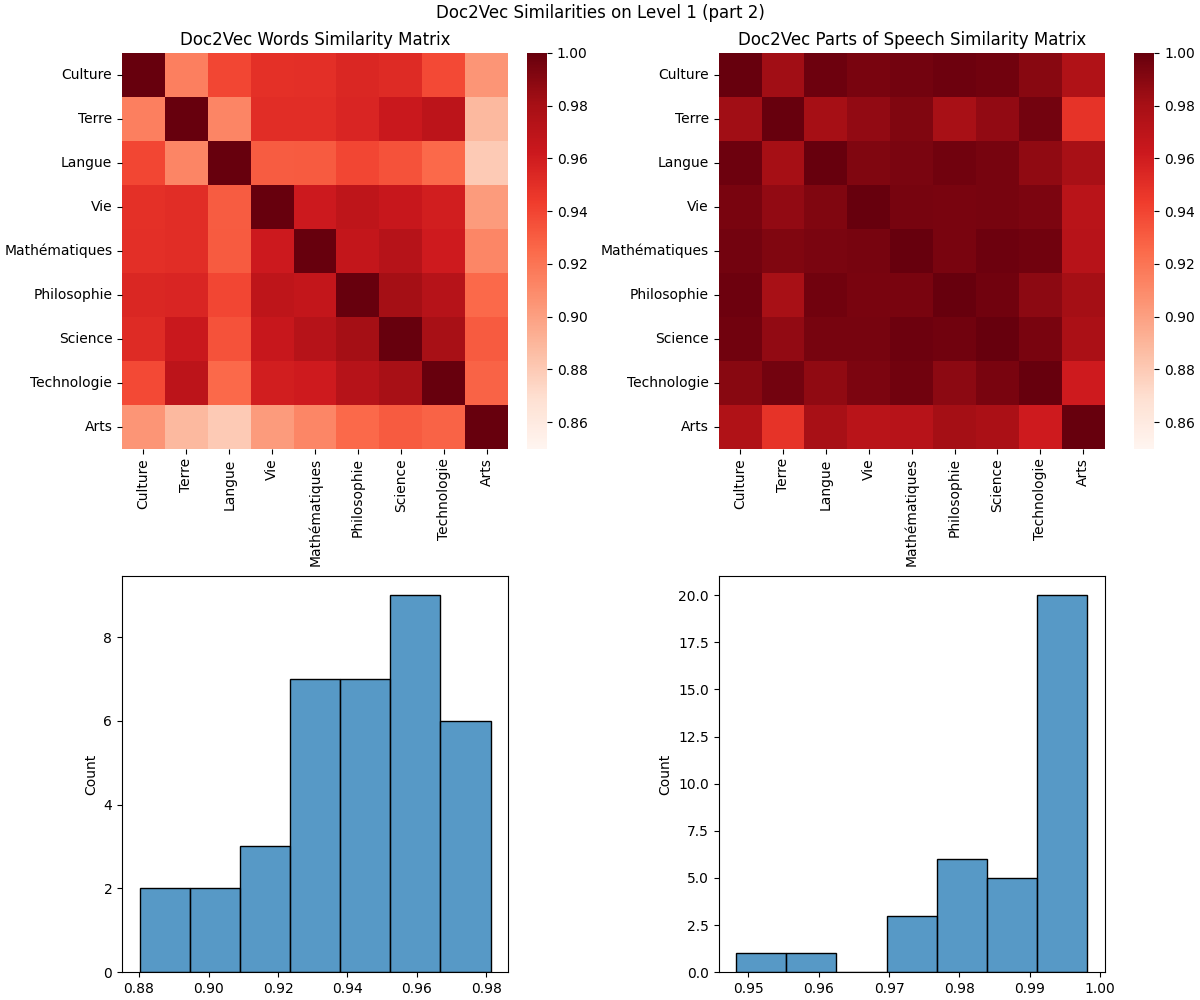 Doc2Vec Similarities on Level 1 (part 2)
Doc2Vec Words Similarity Matrix
Culture
Terre
Langue
Vie
Mathématiques
Philosophie
Science
Technologie
Arts
Culture
Terre
Langue
Vie
Mathématiques
Philosophie
Science
Technologie
Arts
1.00
0.98
0.96
0.94
0.92
0.90
0.88
0.86
Doc2Vec Parts of Speech Similarity Matrix
Culture
Terre
Langue
Vie
Mathématiques
Philosophie
Science
Technologie
Arts
Culture
Terre
Langue
Vie
Mathématiques
Philosophie
Science
Technologie
Arts
1.00
0.98
0.96
0.94
0.92
0.90
0.88
0.86
Count
8
6
4
2
0
0.88
0.90
0.92
0.94
0.96
0.98
Count
20.0
17.5
15.0
12.5
10.0
7.5
5.0
2.5
0.0
0.95
0.96
0.97
0.98
0.99
1.00